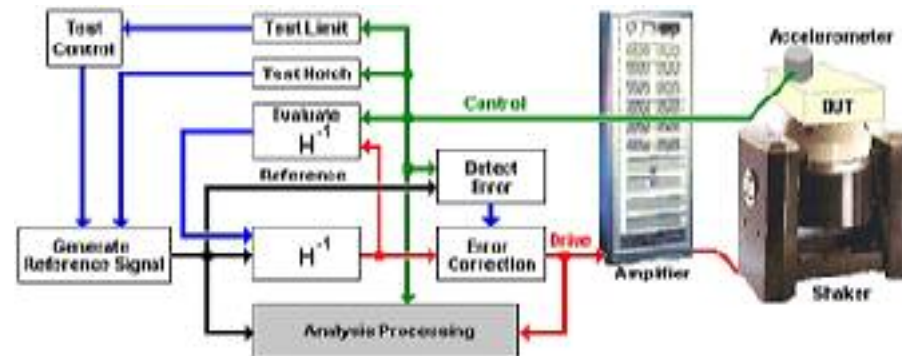 Test
Control
Test Limit
Test Notch
Evaluate
H-1
Control
Accelerometer
DUT
Reference
Detect
Error
Generate
Reference Signal
H-1
Error
Correction
Drive
Amplifier
Shaker
Analysis Processing